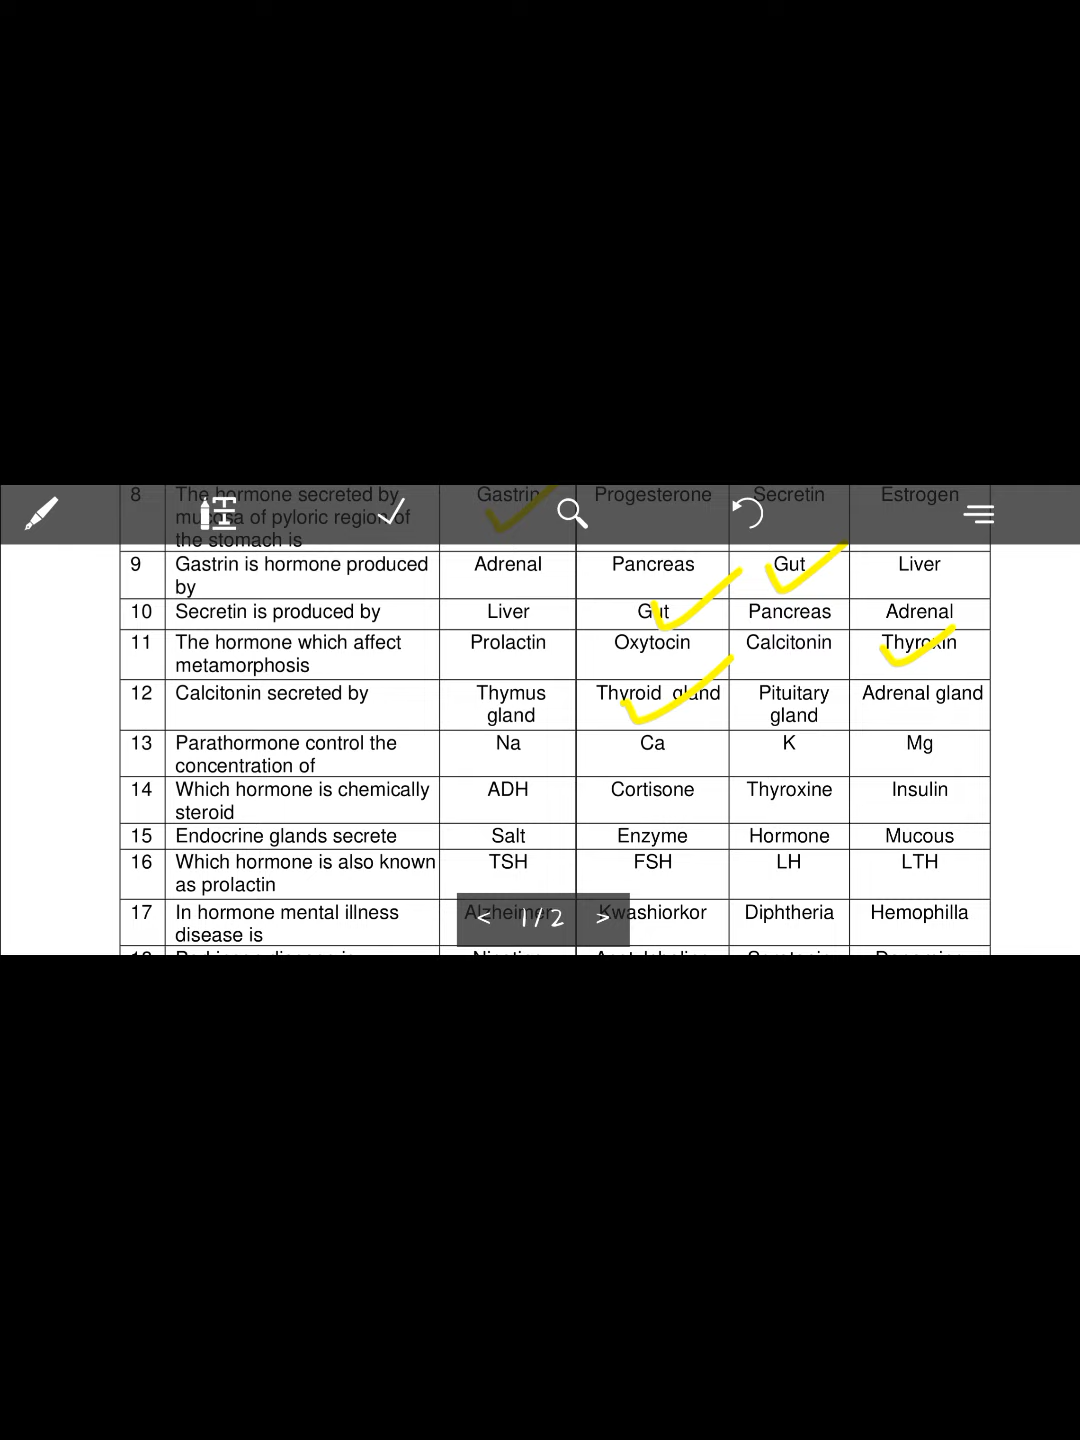 8 The hormone secreted by Gastrin Progesterone Secretin Estrogen
mucosa of pyloric region of
the stomach is
9 Gastrin is hormone produced Adrenal Pancreas Gut Liver
by
10 Secretin is produced by Liver Gut Pancreas Adrenal
11 The hormone which affect Prolactin Oxytocin Calcitonin Thyroxin
metamorphosis
12 Calcitonin secreted by Thymus Thyroid gland Pituitary Adrenal gland
gland gland
13 Parathormone control the Na Ca K Mg
concentration of
14 Which hormone is chemically ADH Cortisone Thyroxine Insulin
steroid
15 Endocrine glands secrete Salt Enzyme Hormone Mucous
16 Which hormone is also known TSH FSH LH LTH
as prolactin
17 In hormone mental illness Alzheimer Kwashiorkor Diphtheria Hemophilla
disease is
< 1/2 >